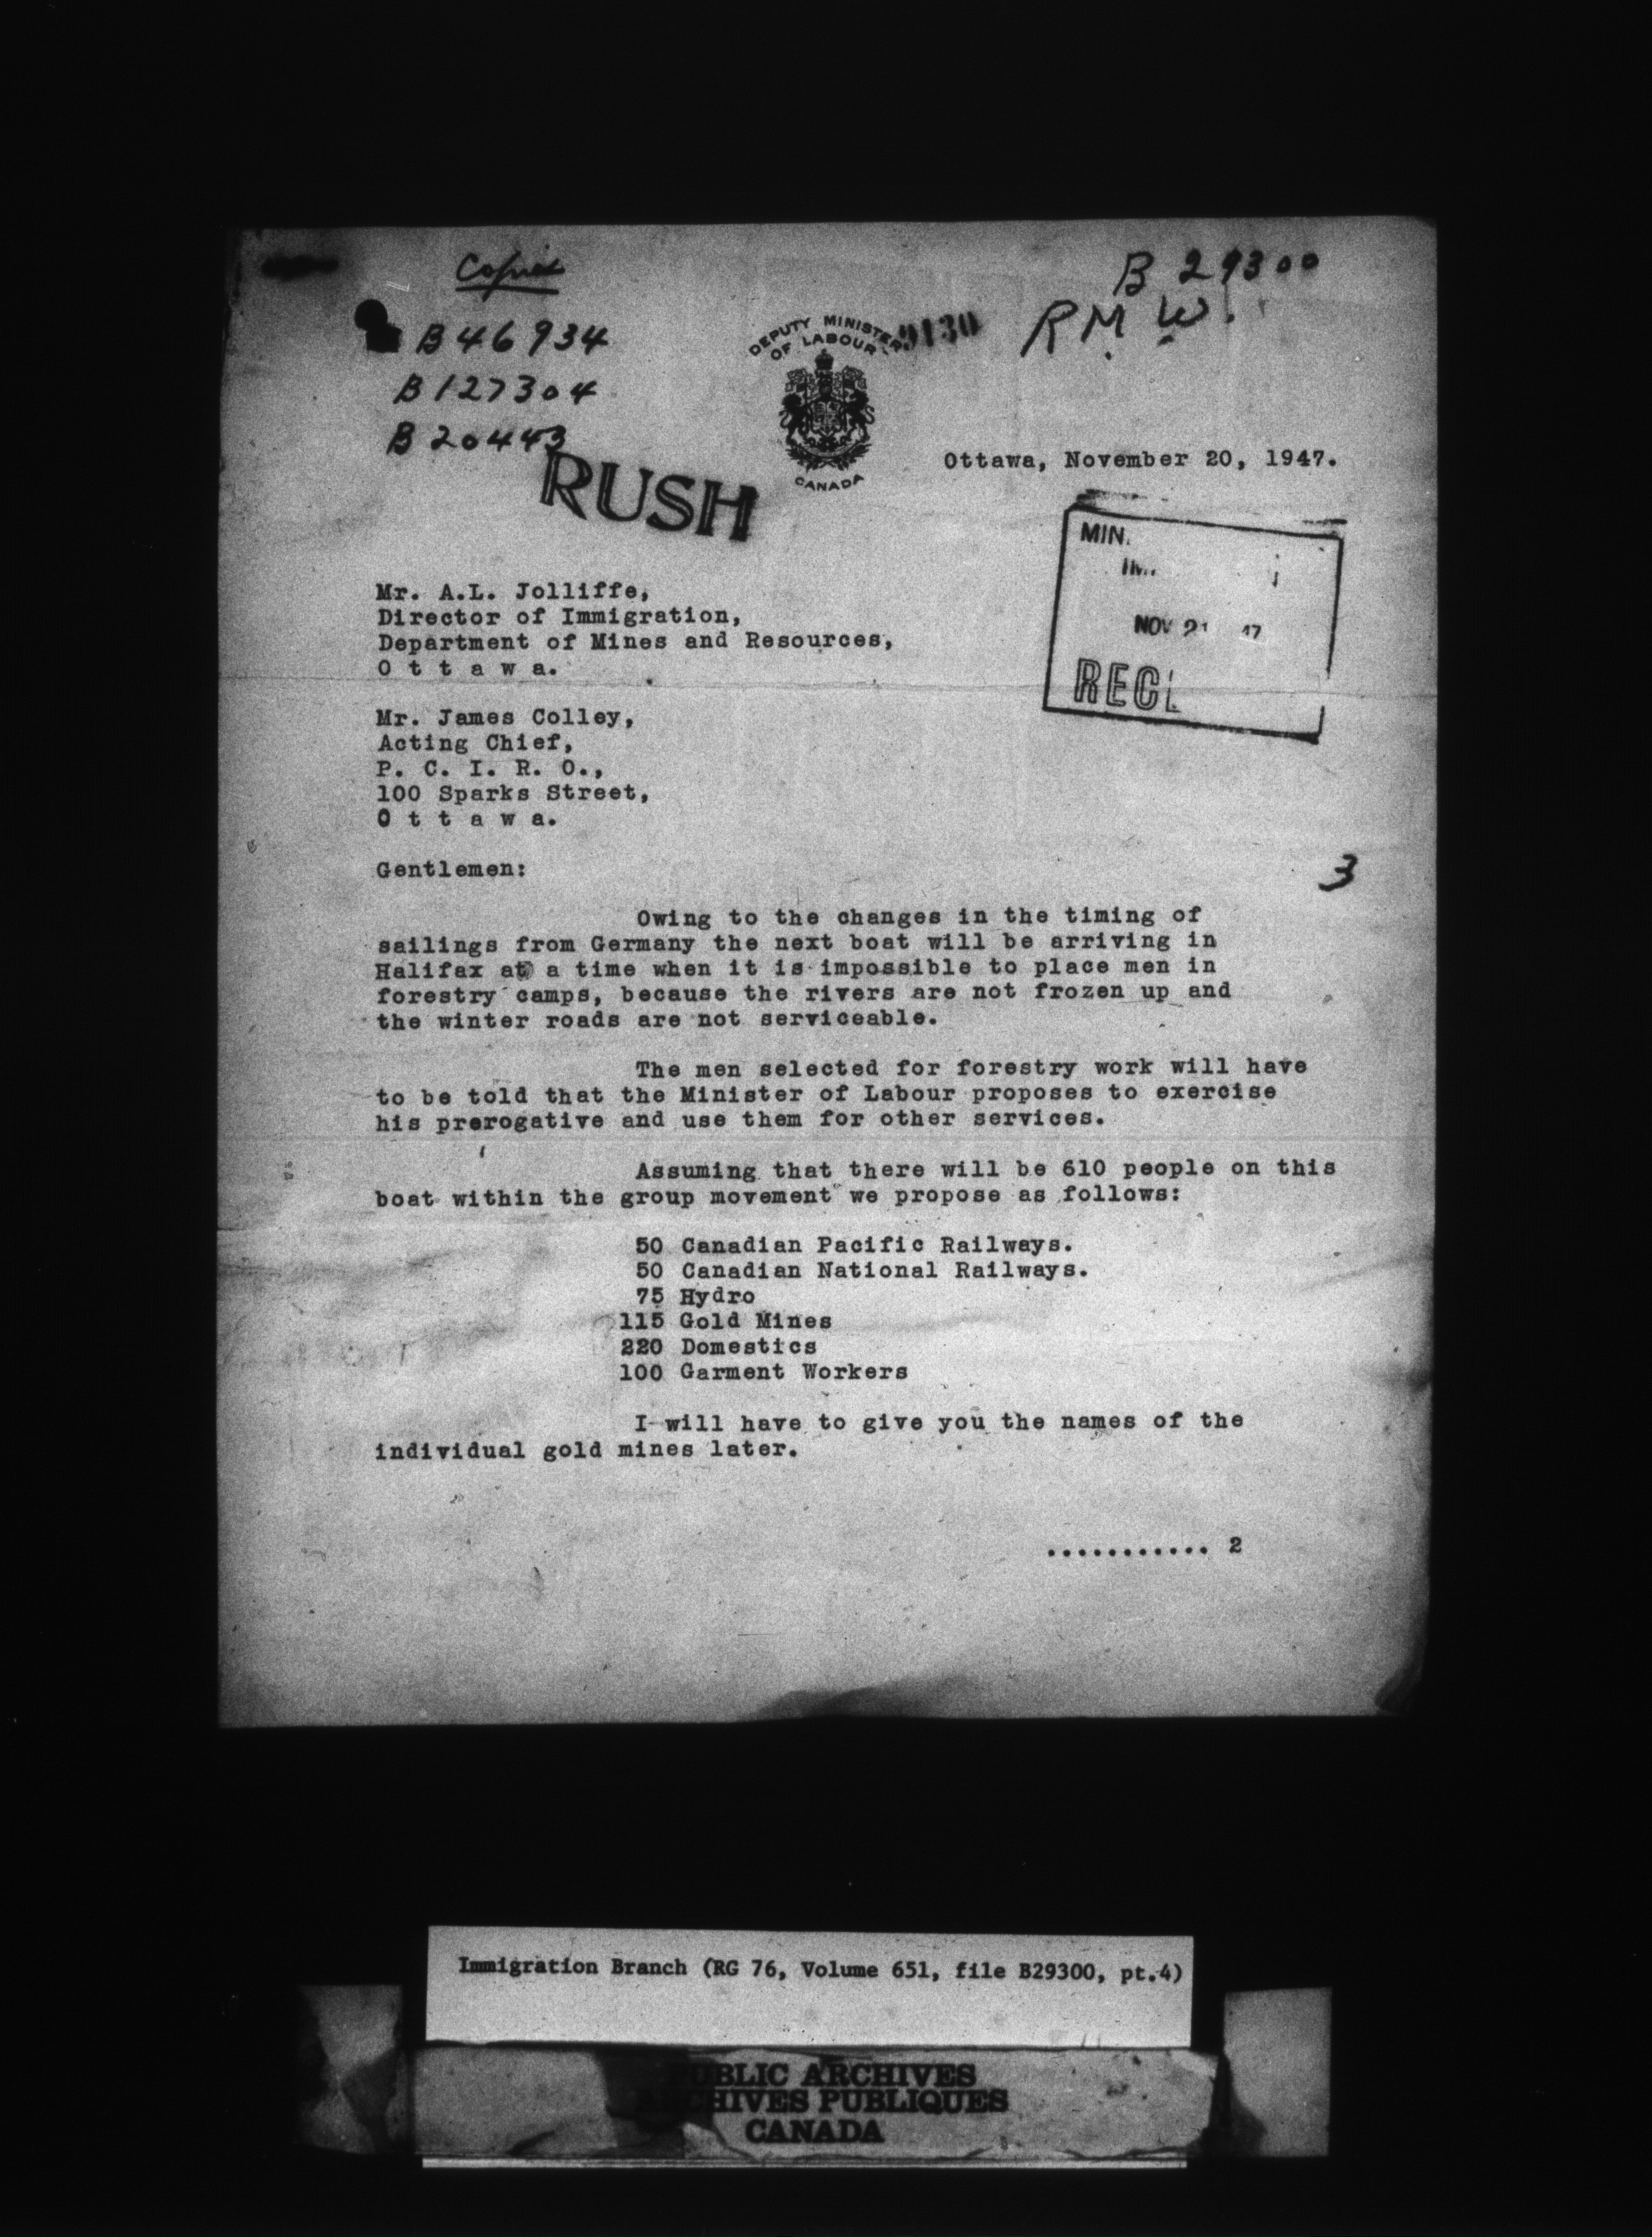 Copies
B 29300
B46934
R.M.W.
B127304
B20443
DEPUTY MINISTER
OF LABOUR
CANADA
RUSH
Ottawa, November 20, 1947.
MIN.
NOV 21 47
Mr. A.L. Jolliffe,
Director of Immigration,
Department of Mines and Resources,
O t t a w a.
Mr. James Colley,
Acting Chief,
P. C. I. R. O.,
100 Sparks Street,
O t t a w a.
Gentlemen:
3
Owing to the changes in the timing of
sailings from Germany the next boat will be arriving in
Halifax at a time when it is impossible to place men in
forestry camps, because the rivers are not frozen up and
the winter roads are not serviceable.
The men selected for forestry work will have
to be told that the Minister of Labour proposes to exercise
his prerogative and use them for other services.
Assuming that there will be 610 people on this
boat within the group movement we propose as follows:
50 Canadian Pacific Railways.
50 Canadian National Railways.
75 Hydro
115 Gold Mines
220 Domestics
100 Garment Workers
I will have to give you the names of the
individual gold mines later.
........... 2
Immigration Branch (RG 76, Volume 651, file B29300, pt.4)
PUBLIC ARCHIVES
ARCHIVES PUBLIQUES
CANADA